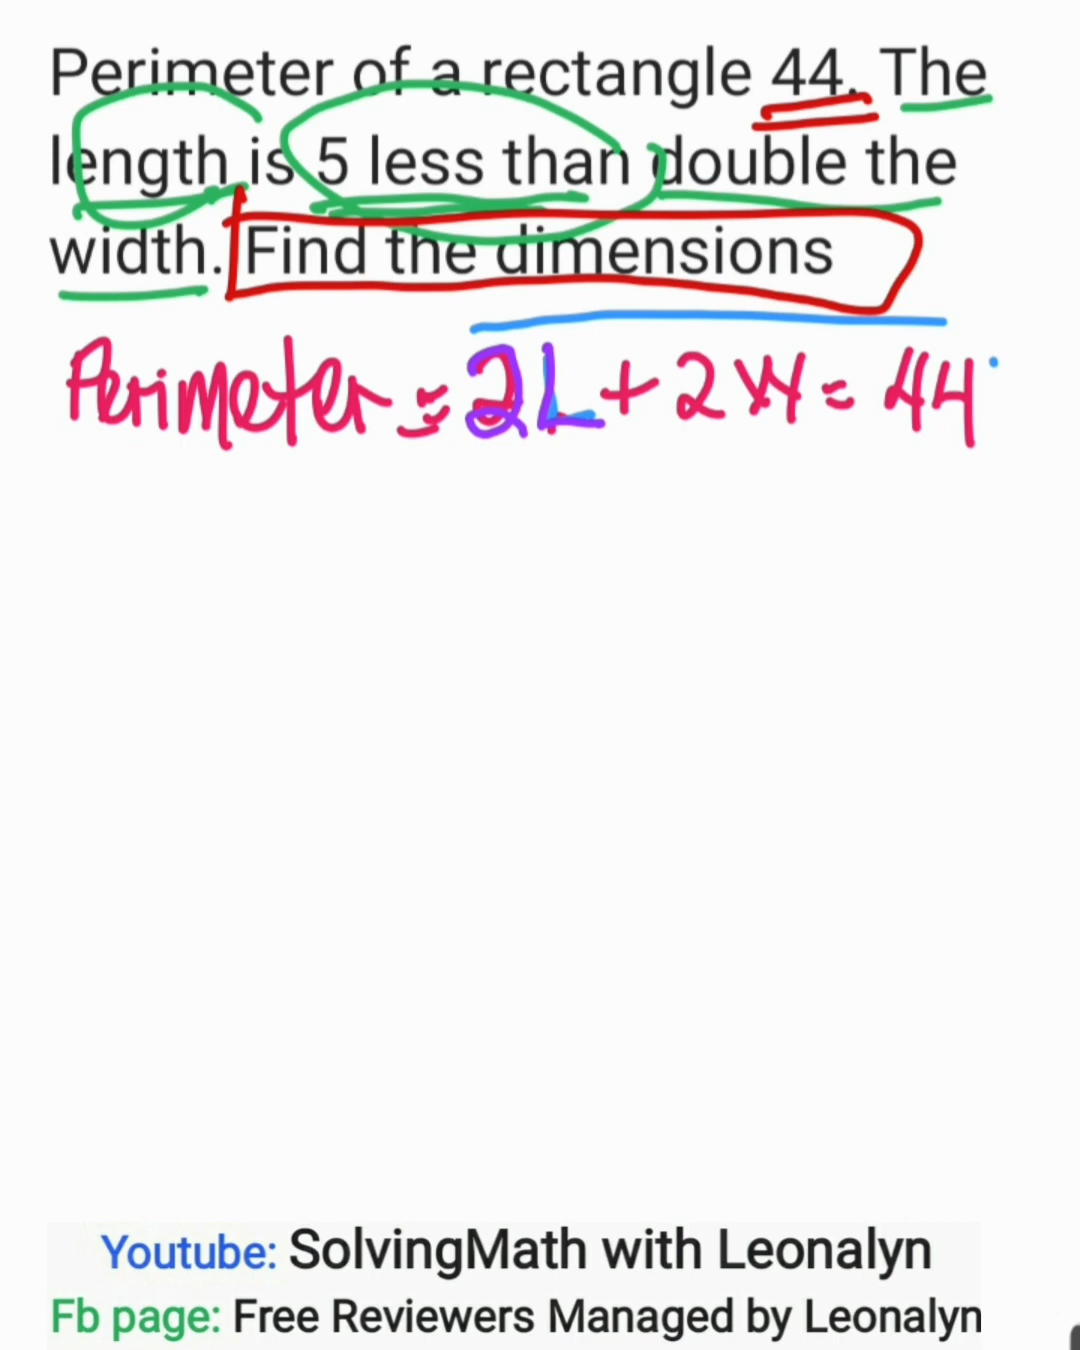 Perimeter of a rectangle 44. The
length is 5 less than double the
width. Find the dimensions
Perimeter = 2L + 2W = 44
Youtube: SolvingMath with Leonalyn
Fb page: Free Reviewers Managed by Leonalyn